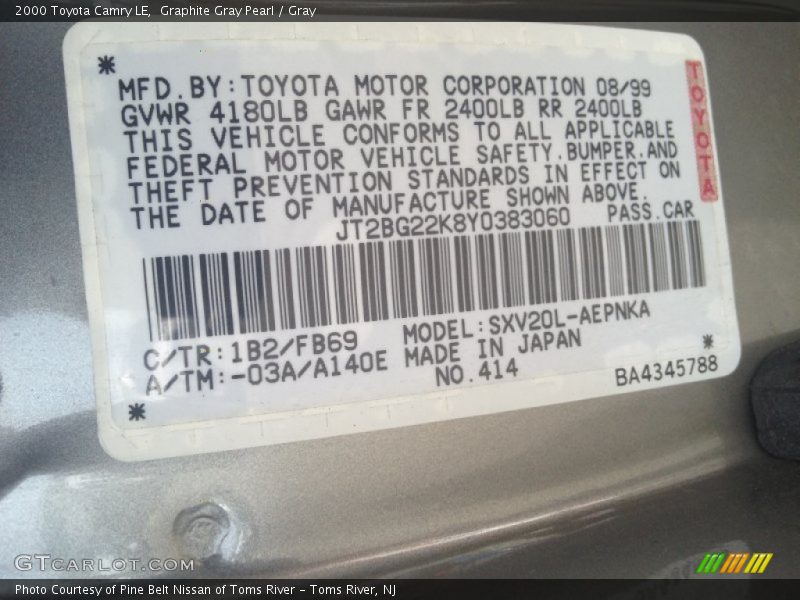 2000 Toyota Camry LE, Graphite Gray Pearl / Gray
* MFD.BY:TOYOTA MOTOR CORPORATION 08/99
GVWR 4180LB GAWR FR 2400LB RR 2400LB
THIS VEHICLE CONFORMS TO ALL APPLICABLE
FEDERAL MOTOR VEHICLE SAFETY,BUMPER,AND
THEFT PREVENTION STANDARDS IN EFFECT ON
THE DATE OF MANUFACTURE SHOWN ABOVE.
JT2BG22K8Y0383060 PASS.CAR
TOYOTA
C/TR:1B2/FB69 MODEL:SXV20L-AEPNKA
A/TM:-03A/A140E MADE IN JAPAN *
* NO.414 BA4345788
GTCARLOT.COM
Photo Courtesy of Pine Belt Nissan of Toms River – Toms River, NJ